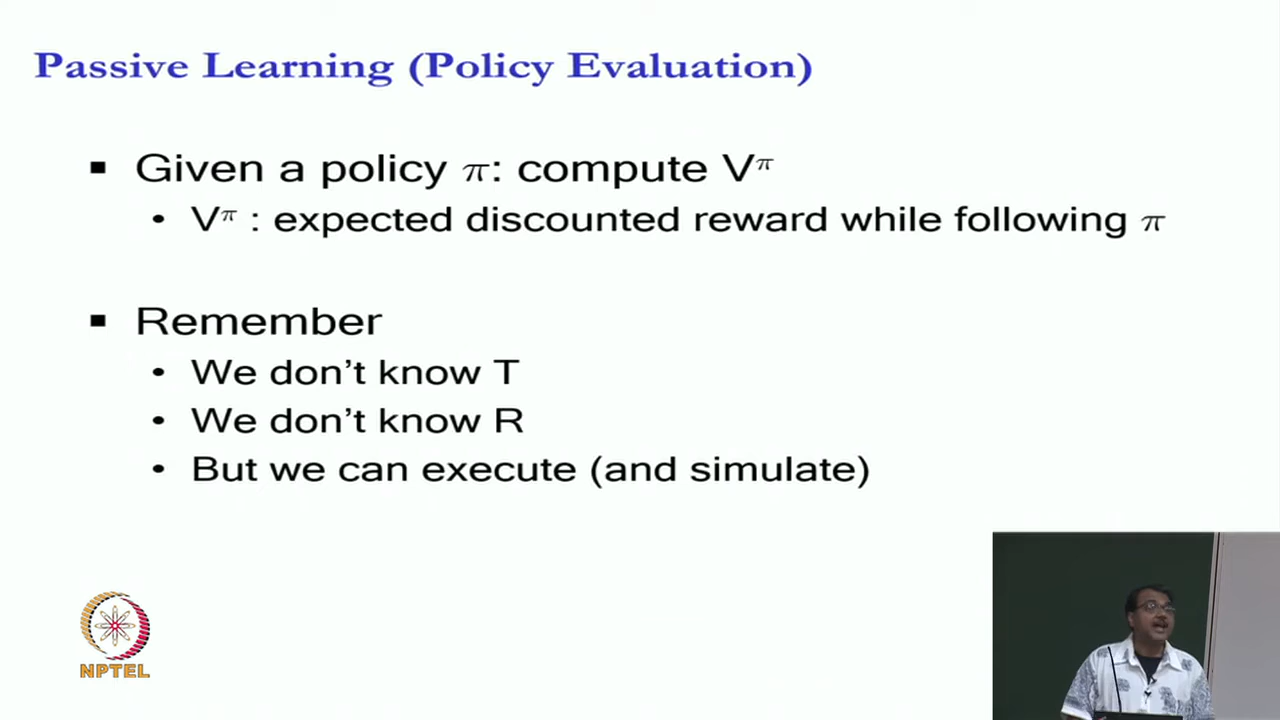 Passive Learning (Policy Evaluation)
▪ Given a policy π: compute V^π
• V^π : expected discounted reward while following π
▪ Remember
• We don't know T
• We don't know R
• But we can execute (and simulate)
NPTEL